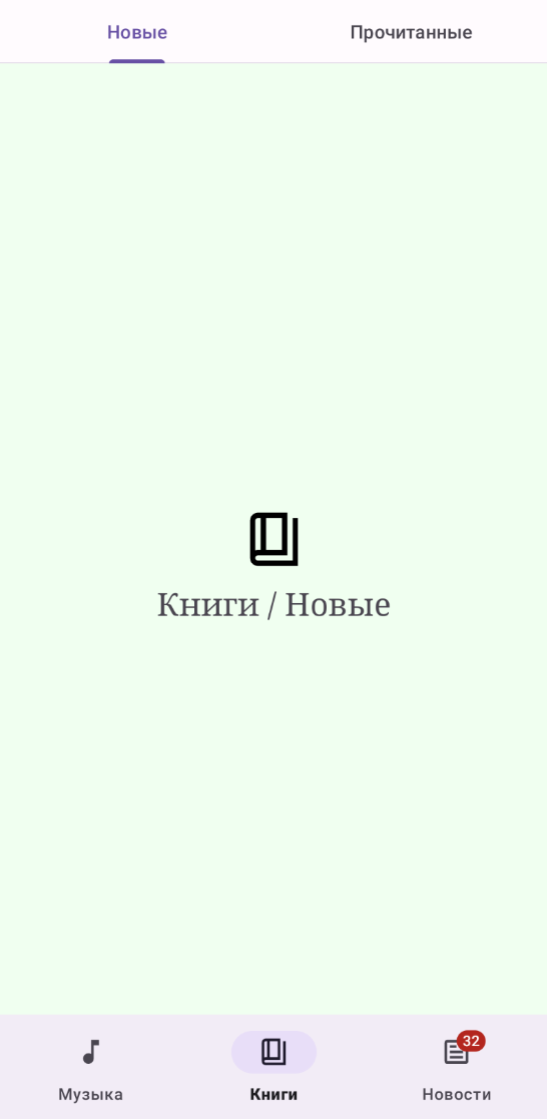 Новые
Прочитанные
Книги / Новые
32
Музыка
Книги
Новости